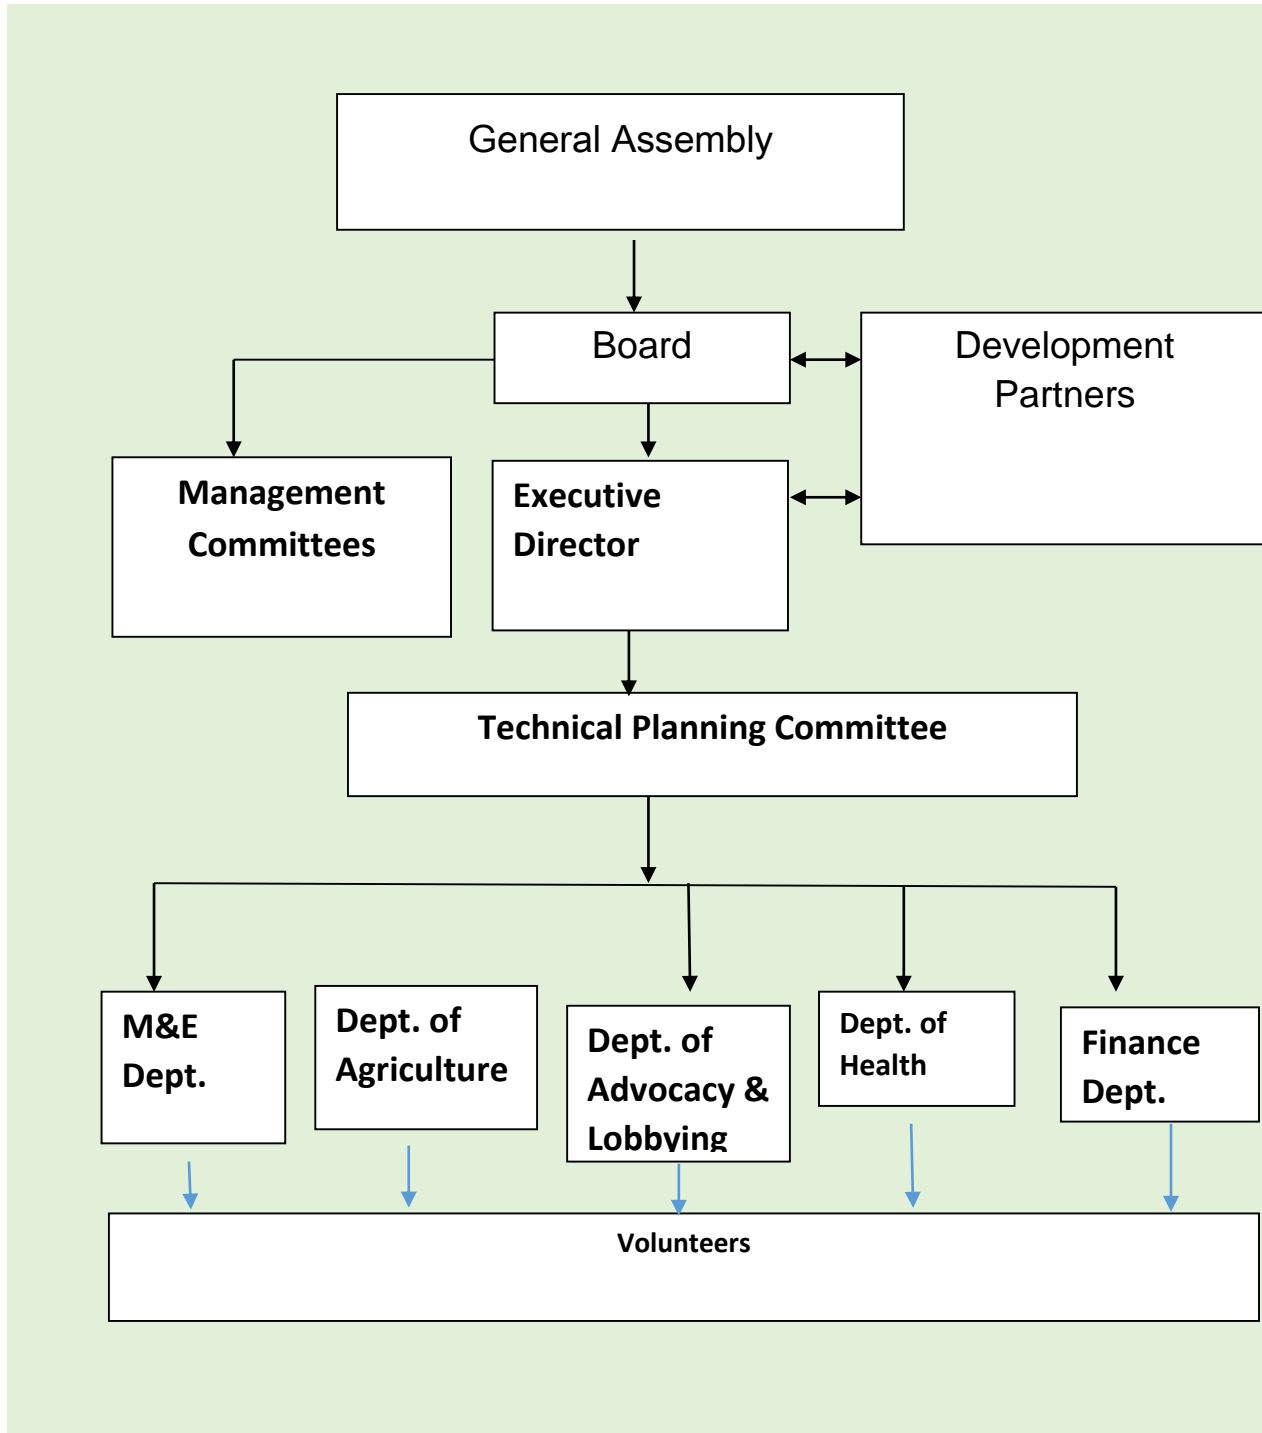 General Assembly
Board
Development
Partners
Management
Committees
Executive
Director
Technical Planning Committee
M&E
Dept.
Dept. of
Agriculture
Dept. of
Advocacy &
Lobbying
Dept. of
Health
Finance
Dept.
Volunteers